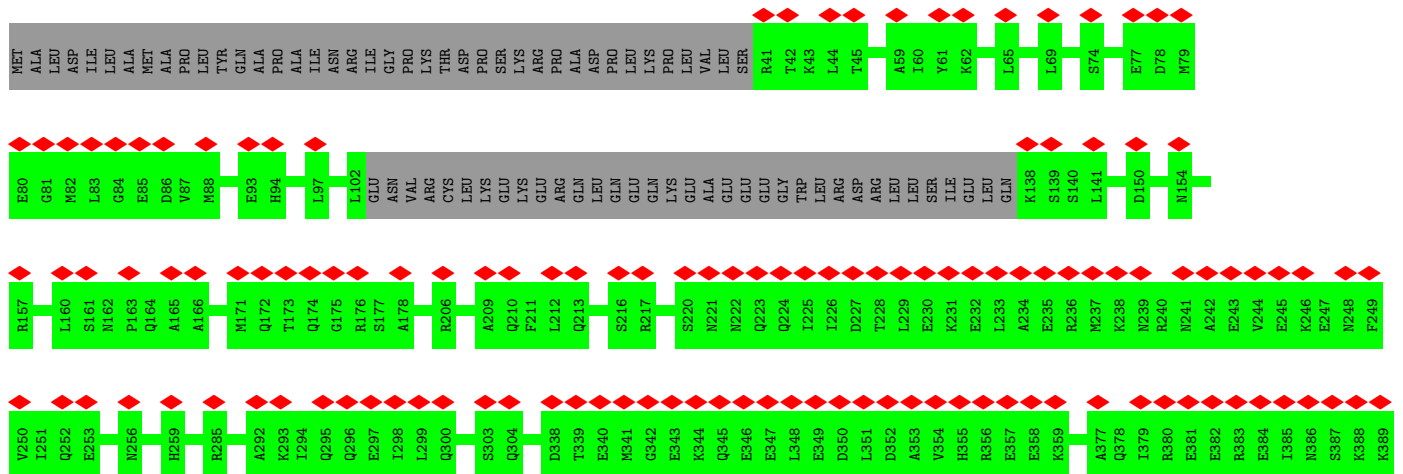 MET ALA LEU ASP ILE LEU ALA MET ALA PRO LEU TYR GLN ALA PRO ALA ILE ASN ARG ILE GLY PRO LYS THR ASP PRO SER LYS ARG PRO ALA ASP PRO LEU LYS PRO LEU VAL LEU SER R41 T42 K43 L44 T45 A59 I60 Y61 K62 L65 L69 S74 E77 D78 M79
E80 G81 M82 L83 G84 E85 D86 V87 M88 E93 H94 L97 L102 GLU ASN VAL ARG CYS LEU LYS GLU LYS GLU ARG GLN LEU GLN GLU GLN LYS GLU ALA GLU GLU GLU GLY TRP LEU ARG ASP ARG LEU LEU SER ILE GLU LEU GLN K138 S139 S140 L141 D150 N154
R157 L160 S161 N162 P163 Q164 A165 A166 M171 Q172 T173 Q174 G175 R176 S177 A178 R206 A209 Q210 F211 L212 Q213 S216 R217 S220 N221 N222 Q223 Q224 I225 I226 D227 T228 L229 E230 K231 E232 L233 A234 E235 R236 M237 K238 N239 R240 N241 A242 E243 V244 E245 K246 E247 N248 F249
V250 I251 Q252 E253 N256 H259 R285 A292 K293 I294 Q295 Q296 E297 I298 L299 Q300 S303 Q304 D338 T339 E340 M341 G342 E343 K344 Q345 E346 E347 L348 E349 D350 L351 D352 A353 V354 H355 R356 E357 E358 K359 A377 Q378 I379 R380 E381 E382 R383 E384 I385 N386 S387 K388 K389